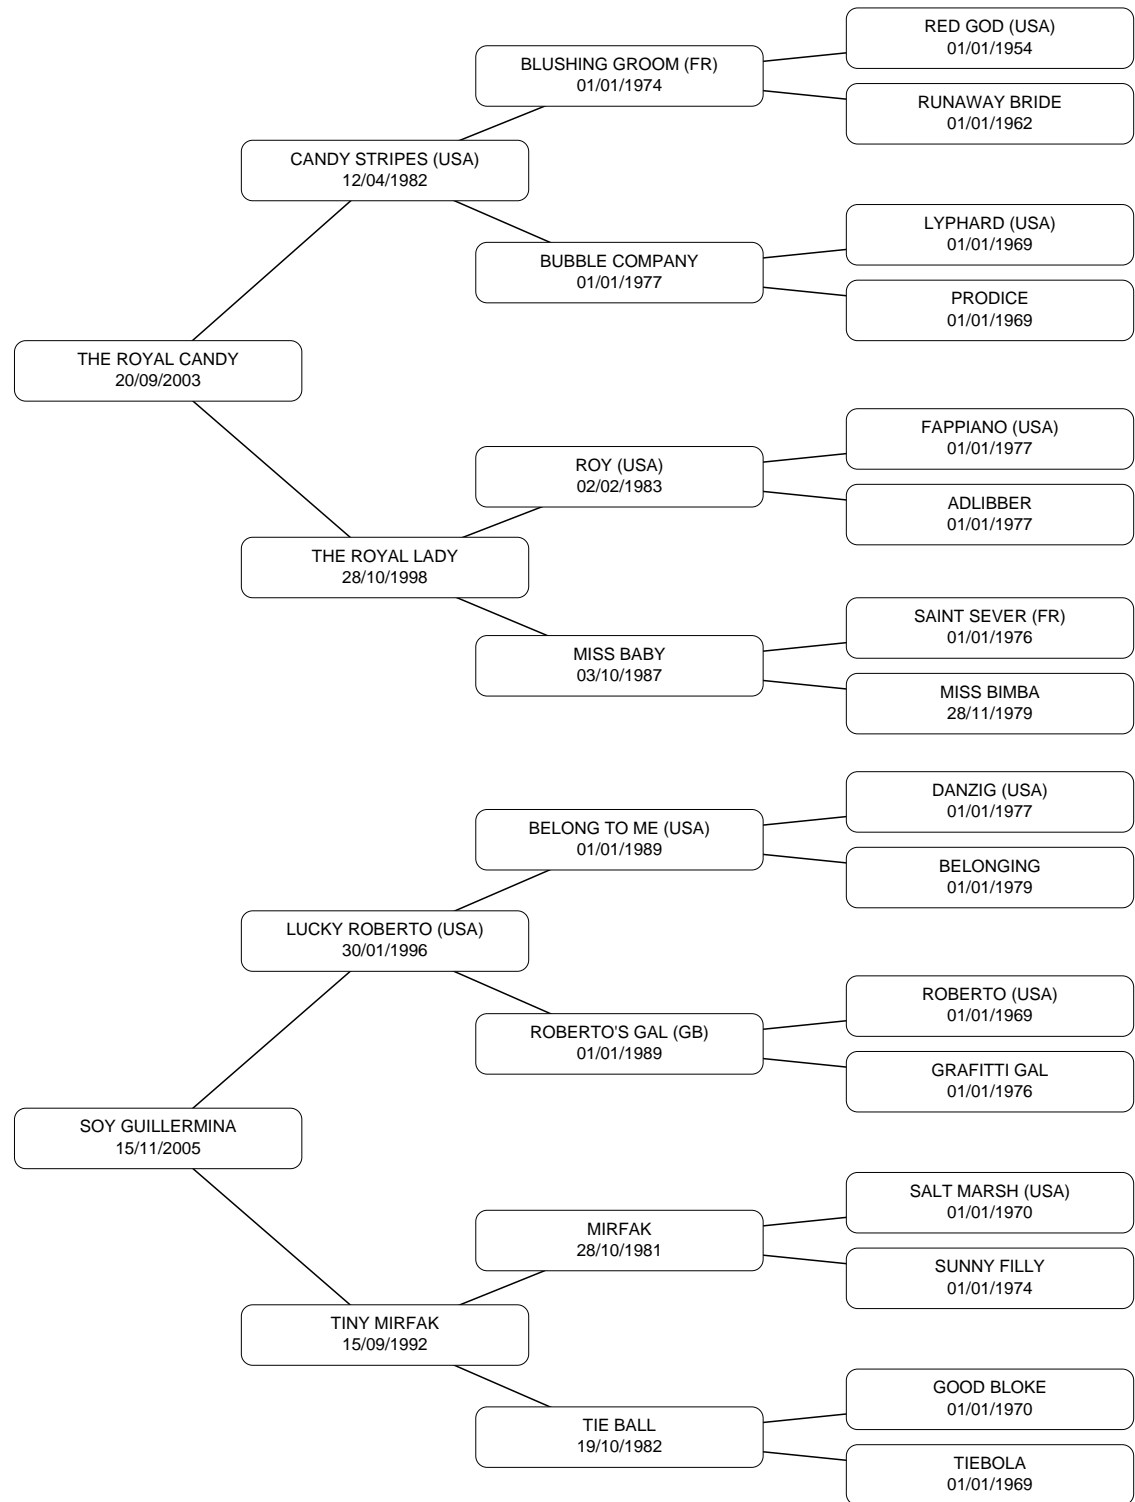 RED GOD (USA)
01/01/1954
BLUSHING GROOM (FR)
01/01/1974
RUNAWAY BRIDE
01/01/1962
CANDY STRIPES (USA)
12/04/1982
LYPHARD (USA)
01/01/1969
BUBBLE COMPANY
01/01/1977
PRODICE
01/01/1969
THE ROYAL CANDY
20/09/2003
FAPPIANO (USA)
01/01/1977
ROY (USA)
02/02/1983
ADLIBBER
01/01/1977
THE ROYAL LADY
28/10/1998
SAINT SEVER (FR)
01/01/1976
MISS BABY
03/10/1987
MISS BIMBA
28/11/1979
DANZIG (USA)
01/01/1977
BELONG TO ME (USA)
01/01/1989
BELONGING
01/01/1979
LUCKY ROBERTO (USA)
30/01/1996
ROBERTO (USA)
01/01/1969
ROBERTO'S GAL (GB)
01/01/1989
GRAFITTI GAL
01/01/1976
SOY GUILLERMINA
15/11/2005
SALT MARSH (USA)
01/01/1970
MIRFAK
28/10/1981
SUNNY FILLY
01/01/1974
TINY MIRFAK
15/09/1992
GOOD BLOKE
01/01/1970
TIE BALL
19/10/1982
TIEBOLA
01/01/1969